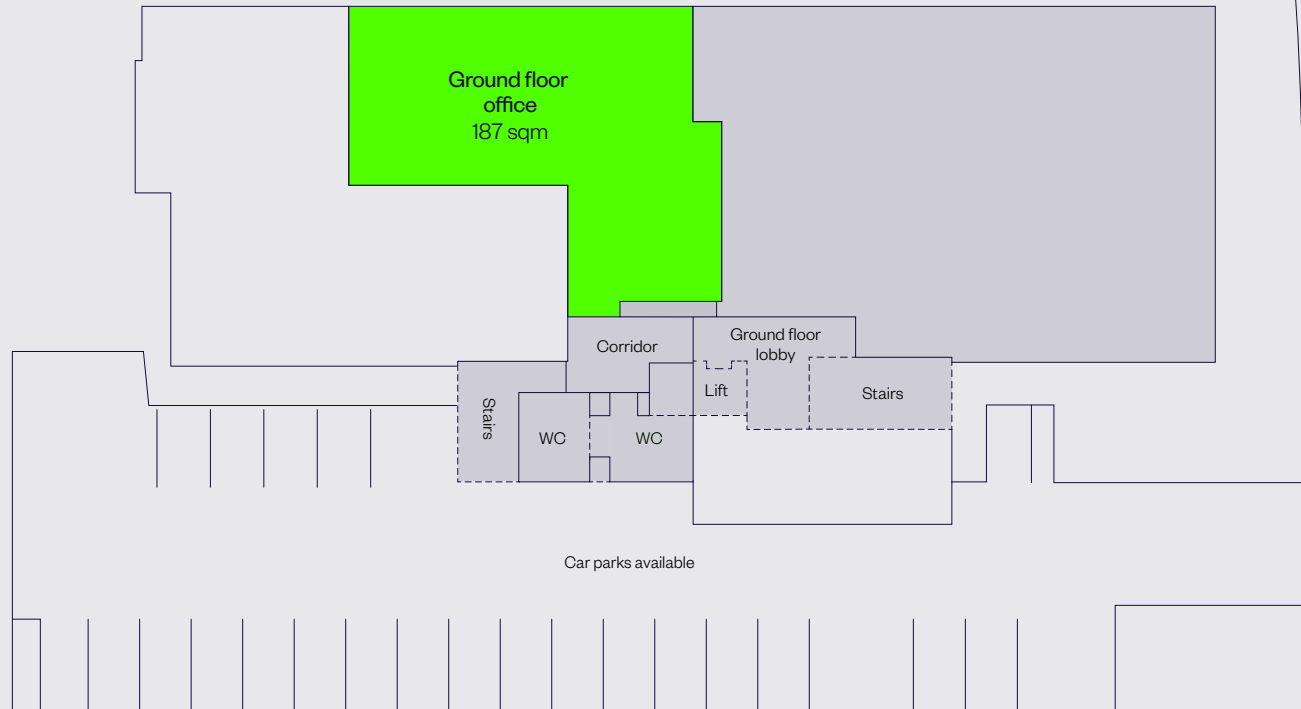 Ground floor
office
187 sqm
Corridor
Ground floor
lobby
Lift
Stairs
Stairs
WC
WC
Car parks available